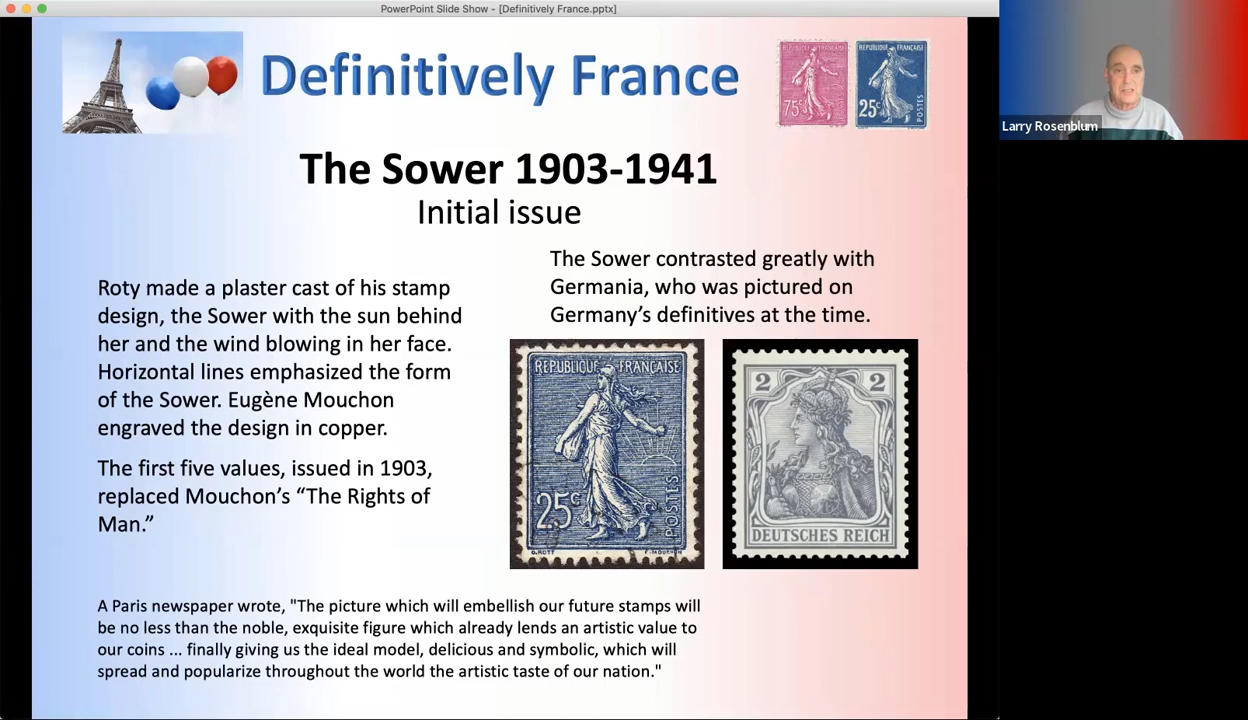 PowerPoint Slide Show - [Definitively France.pptx]
Definitively France
REPUBLIQUE FRANÇAISE
75c
REPUBLIQUE FRANÇAISE
25c
POSTES
Larry Rosenblum
The Sower 1903-1941
Initial issue
Roty made a plaster cast of his stamp
design, the Sower with the sun behind
her and the wind blowing in her face.
Horizontal lines emphasized the form
of the Sower. Eugène Mouchon
engraved the design in copper.
The first five values, issued in 1903,
replaced Mouchon’s “The Rights of
Man.”
The Sower contrasted greatly with
Germania, who was pictured on
Germany’s definitives at the time.
REPUBLIQUE FRANÇAISE
25c
POSTES
O.ROTY
E.MOUCHON
2 2
DEUTSCHES REICH
A Paris newspaper wrote, "The picture which will embellish our future stamps will
be no less than the noble, exquisite figure which already lends an artistic value to
our coins ... finally giving us the ideal model, delicious and symbolic, which will
spread and popularize throughout the world the artistic taste of our nation."